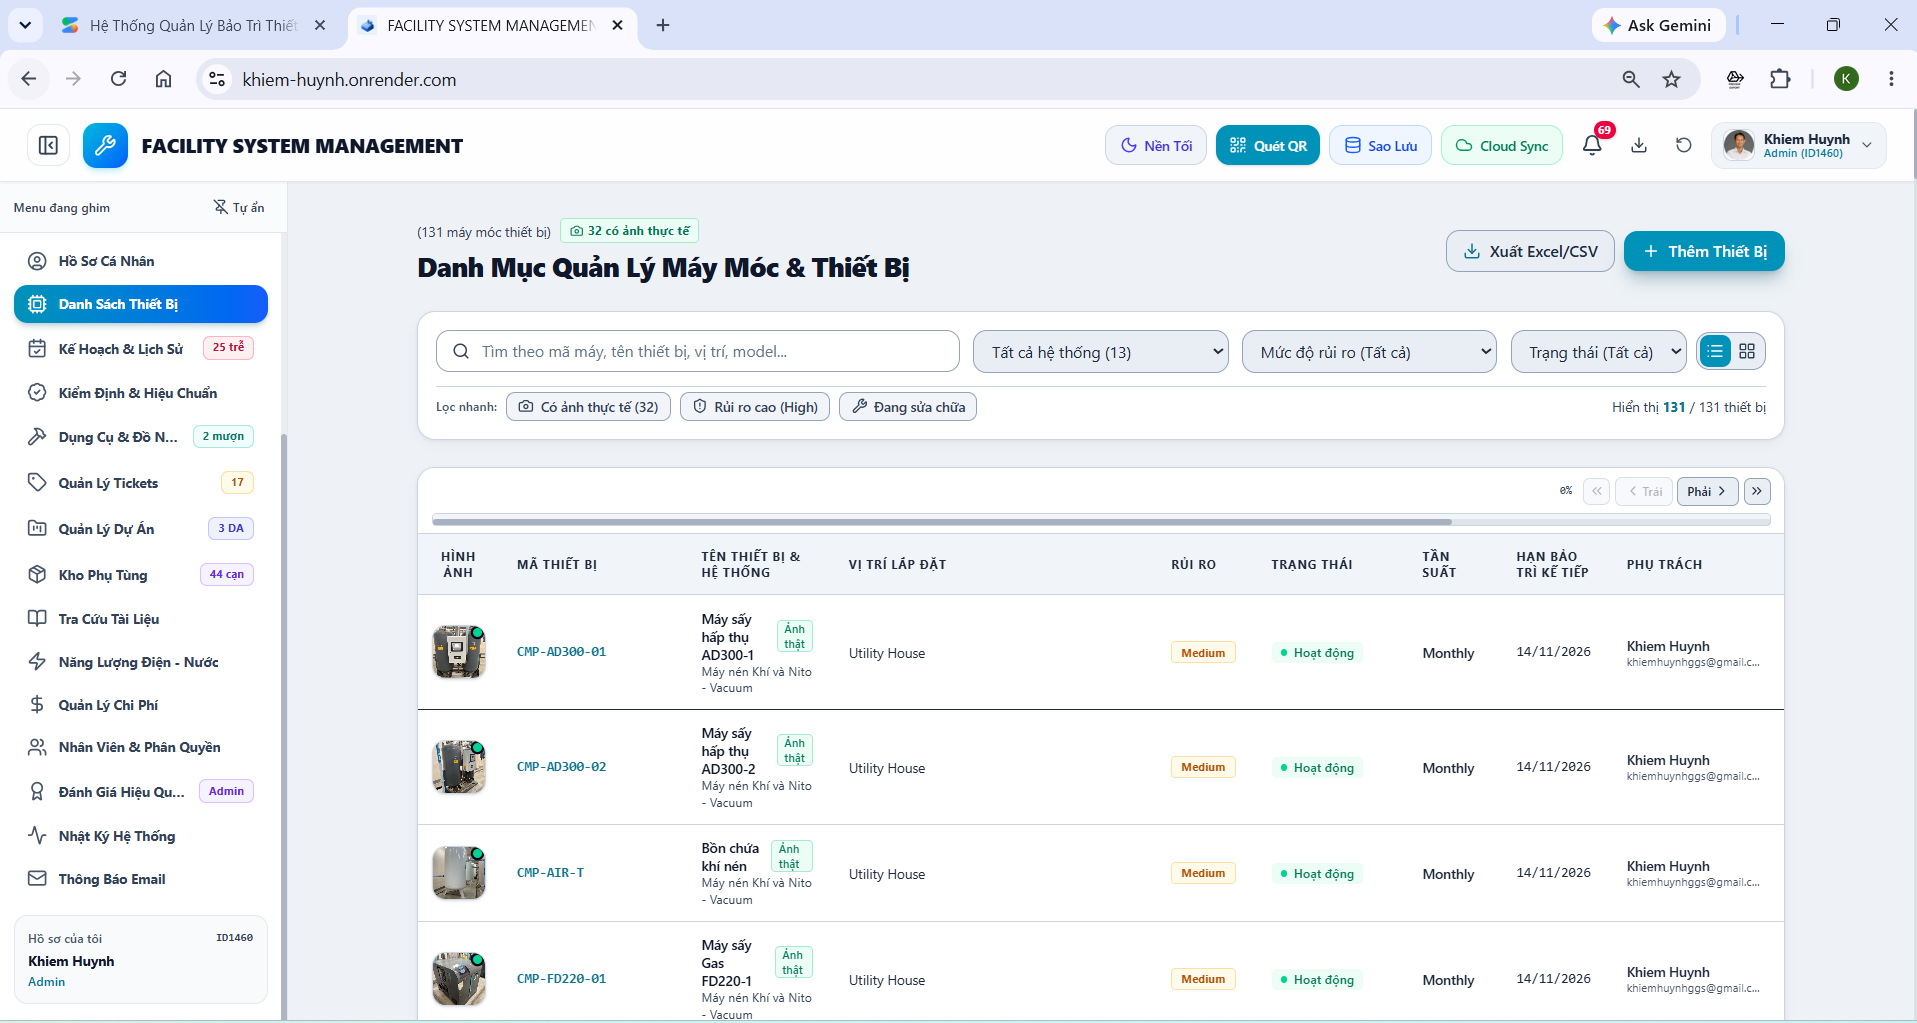 Hệ Thống Quản Lý Bảo Trì Thiết
FACILITY SYSTEM MANAGEMEN
Ask Gemini
khiem-huynh.onrender.com
K
FACILITY SYSTEM MANAGEMENT
Nền Tối
Quét QR
Sao Lưu
Cloud Sync
69
Khiem Huynh
Admin (ID1460)
Menu đang ghim
Tự ẩn
Hồ Sơ Cá Nhân
Danh Sách Thiết Bị
Kế Hoạch & Lịch Sử
25 trễ
Kiểm Định & Hiệu Chuẩn
Dụng Cụ & Đồ N...
2 mượn
Quản Lý Tickets
17
Quản Lý Dự Án
3 DA
Kho Phụ Tùng
44 cạn
Tra Cứu Tài Liệu
Năng Lượng Điện - Nước
Quản Lý Chi Phí
Nhân Viên & Phân Quyền
Đánh Giá Hiệu Qu...
Admin
Nhật Ký Hệ Thống
Thông Báo Email
Hồ sơ của tôi
ID1460
Khiem Huynh
Admin
(131 máy móc thiết bị)
32 có ảnh thực tế
Danh Mục Quản Lý Máy Móc & Thiết Bị
Xuất Excel/CSV
+ Thêm Thiết Bị
Tìm theo mã máy, tên thiết bị, vị trí, model...
Tất cả hệ thống (13)
Mức độ rủi ro (Tất cả)
Trạng thái (Tất cả)
Lọc nhanh:
Có ảnh thực tế (32)
Rủi ro cao (High)
Đang sửa chữa
Hiển thị 131 / 131 thiết bị
0%
Trái
Phải
HÌNH ẢNH
MÃ THIẾT BỊ
TÊN THIẾT BỊ & HỆ THỐNG
VỊ TRÍ LẮP ĐẶT
RỦI RO
TRẠNG THÁI
TẦN SUẤT
HẠN BẢO TRÌ KẾ TIẾP
PHỤ TRÁCH
CMP-AD300-01
Máy sấy
hấp thụ
AD300-1
Ảnh
thật
Máy nén Khí và Nito
- Vacuum
Utility House
Medium
Hoạt động
Monthly
14/11/2026
Khiem Huynh
khiemhuynhggs@gmail.c...
CMP-AD300-02
Máy sấy
hấp thụ
AD300-2
Ảnh
thật
Máy nén Khí và Nito
- Vacuum
Utility House
Medium
Hoạt động
Monthly
14/11/2026
Khiem Huynh
khiemhuynhggs@gmail.c...
CMP-AIR-T
Bồn chứa
khí nén
Ảnh
thật
Máy nén Khí và Nito
- Vacuum
Utility House
Medium
Hoạt động
Monthly
14/11/2026
Khiem Huynh
khiemhuynhggs@gmail.c...
CMP-FD220-01
Máy sấy
Gas
FD220-1
Ảnh
thật
Máy nén Khí và Nito
- Vacuum
Utility House
Medium
Hoạt động
Monthly
14/11/2026
Khiem Huynh
khiemhuynhggs@gmail.c...